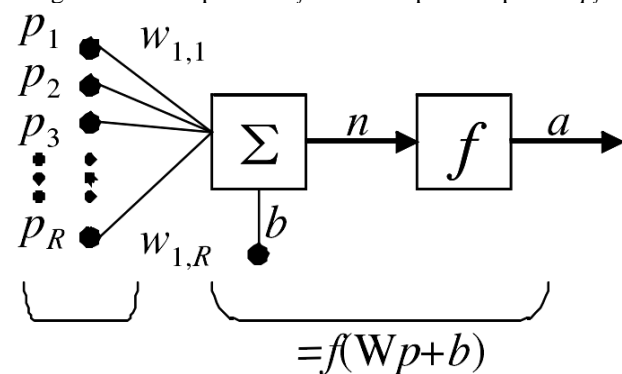 p1 w1,1
p2
p3 Σ n f a
pR w1,R b
=f(Wp+b)